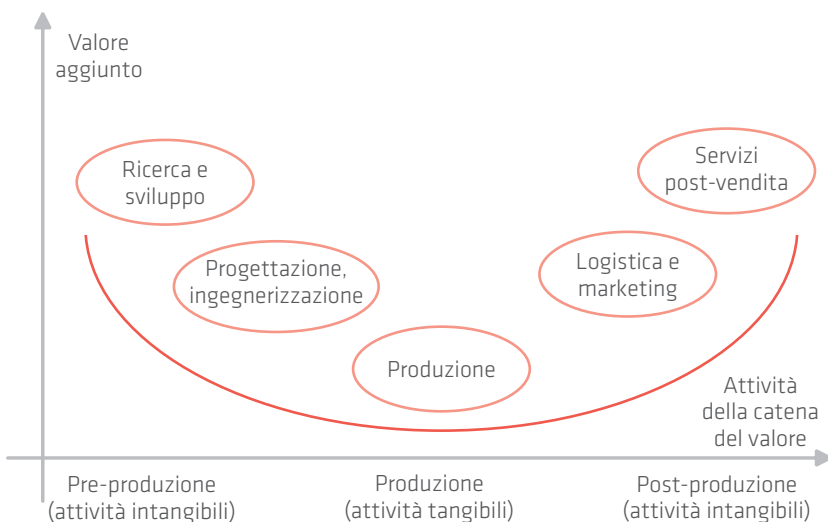 Valore
aggiunto
Ricerca e
sviluppo
Progettazione,
ingegnerizzazione
Produzione
Logistica e
marketing
Servizi
post-vendita
Attività
della catena
del valore
Pre-produzione
(attività intangibili)
Produzione
(attività tangibili)
Post-produzione
(attività intangibili)